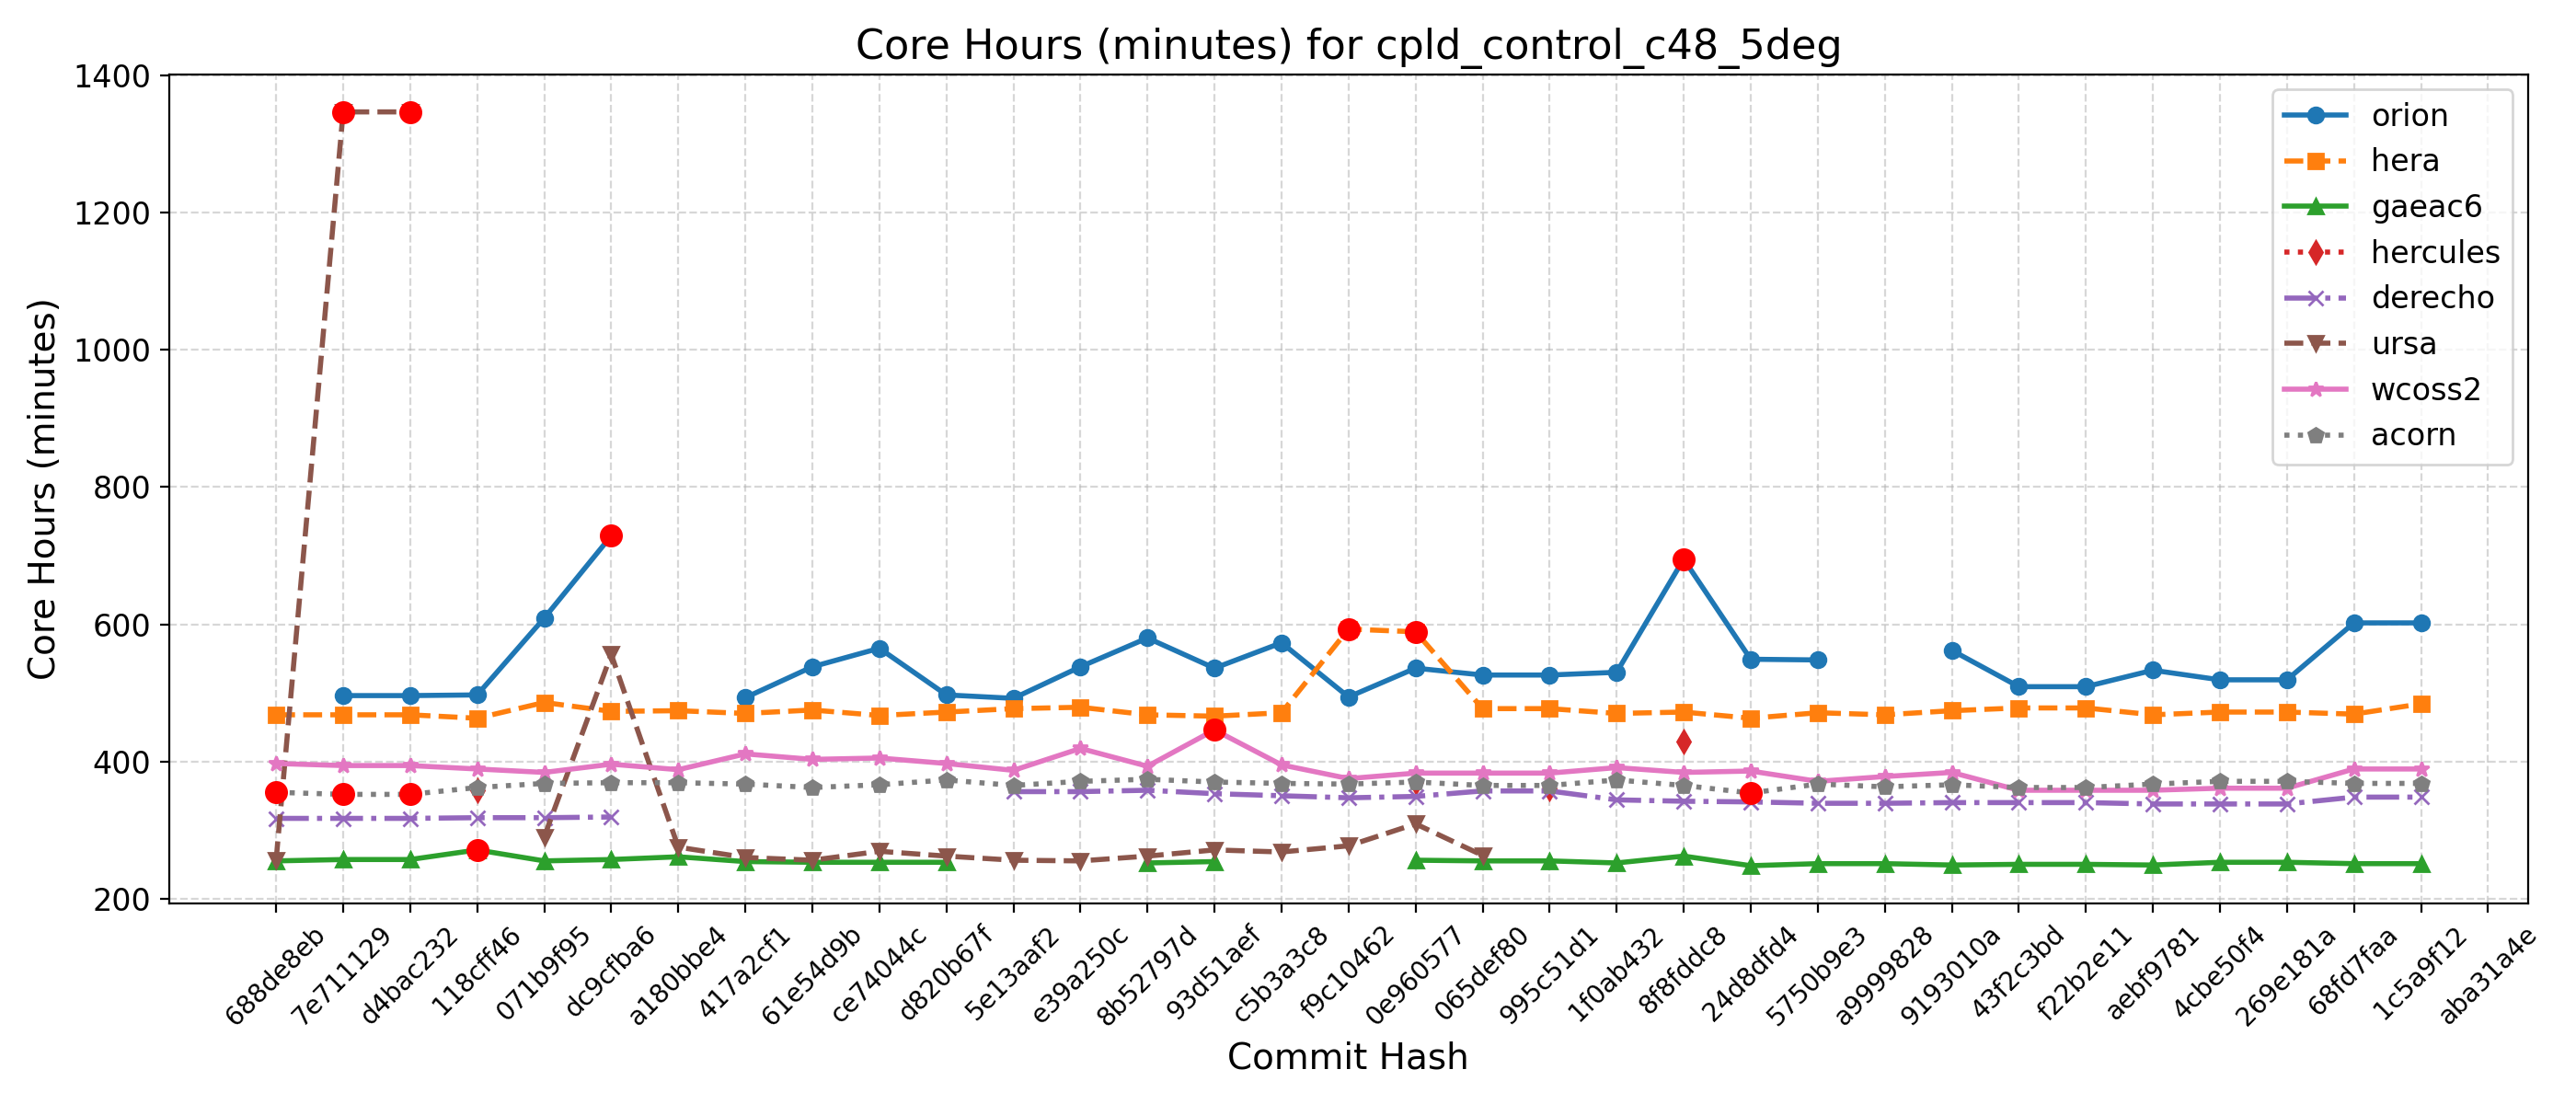 Core Hours (minutes) for cpld_control_c48_5deg
Core Hours (minutes)
1400
1200
1000
800
600
400
200
orion
hera
gaeac6
hercules
derecho
ursa
wcoss2
acorn
688de8eb
7e711129
d4bac232
118cff46
071b9f95
dc9cfba6
a180bbe4
417a2cf1
61e54d9b
ce74044c
d820b67f
5e13aaf2
e39a250c
8b52797d
93d51aef
c5b3a3c8
f9c10462
0e960577
065def80
995c51d1
1f0ab432
8f8fddc8
24d8dfd4
5750b9e3
a9999828
9193010a
43f2c3bd
f22b2e11
aebf9781
4cbe50f4
269e181a
68fd7faa
1c5a9f12
aba31a4e
Commit Hash